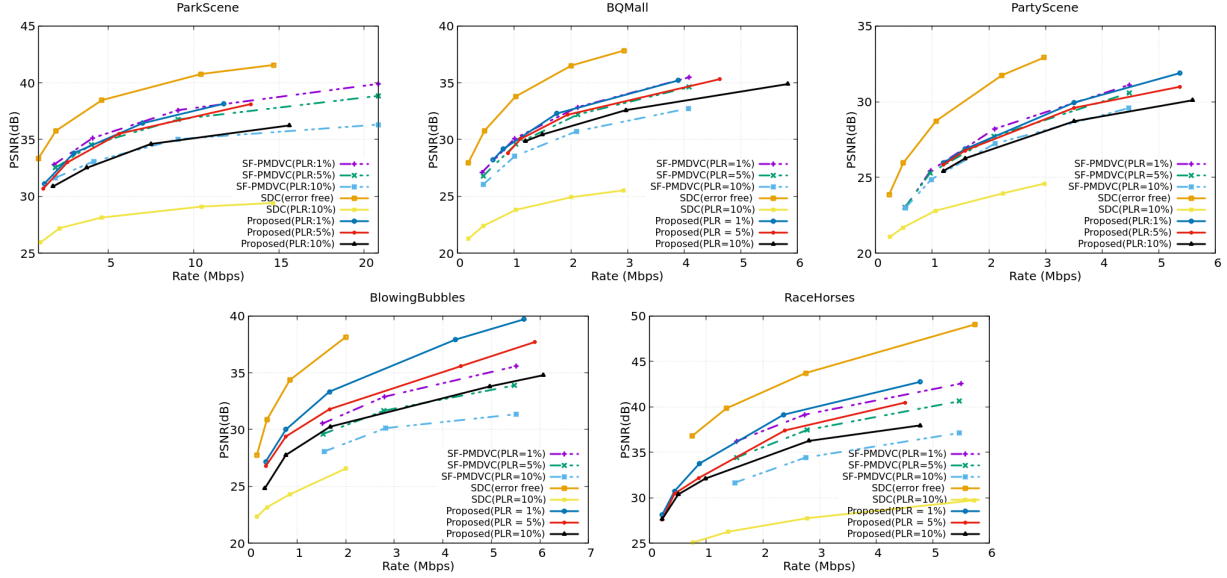 ParkScene
45
40
35
30
25
PSNR(dB)
5
10
15
20
Rate (Mbps)
SF-PMDVC(PLR:1%)
SF-PMDVC(PLR:5%)
SF-PMDVC(PLR:10%)
SDC(error free)
SDC(PLR:10%)
Proposed(PLR:1%)
Proposed(PLR:5%)
Proposed(PLR:10%)
BQMall
40
35
30
25
20
PSNR(dB)
0
1
2
3
4
5
6
Rate (Mbps)
SF-PMDVC(PLR=1%)
SF-PMDVC(PLR=5%)
SF-PMDVC(PLR=10%)
SDC(error free)
SDC(PLR=10%)
Proposed(PLR = 1%)
Proposed(PLR = 5%)
Proposed(PLR=10%)
PartyScene
35
30
25
20
PSNR(dB)
0
1
2
3
4
5
6
Rate (Mbps)
SF-PMDVC(PLR=1%)
SF-PMDVC(PLR=5%)
SF-PMDVC(PLR=10%)
SDC(error free)
SDC(PLR=10%)
Proposed(PLR:1%)
Proposed(PLR:5%)
Proposed(PLR:10%)
BlowingBubbles
40
35
30
25
20
PSNR(dB)
0
1
2
3
4
5
6
7
Rate (Mbps)
SF-PMDVC(PLR=1%)
SF-PMDVC(PLR=5%)
SF-PMDVC(PLR=10%)
SDC(error free)
SDC(PLR=10%)
Proposed(PLR = 1%)
Proposed(PLR = 5%)
Proposed(PLR=10%)
RaceHorses
50
45
40
35
30
25
PSNR(dB)
0
1
2
3
4
5
6
Rate (Mbps)
SF-PMDVC(PLR=1%)
SF-PMDVC(PLR=5%)
SF-PMDVC(PLR=10%)
SDC(error free)
SDC(PLR=10%)
Proposed(PLR = 1%)
Proposed(PLR = 5%)
Proposed(PLR=10%)